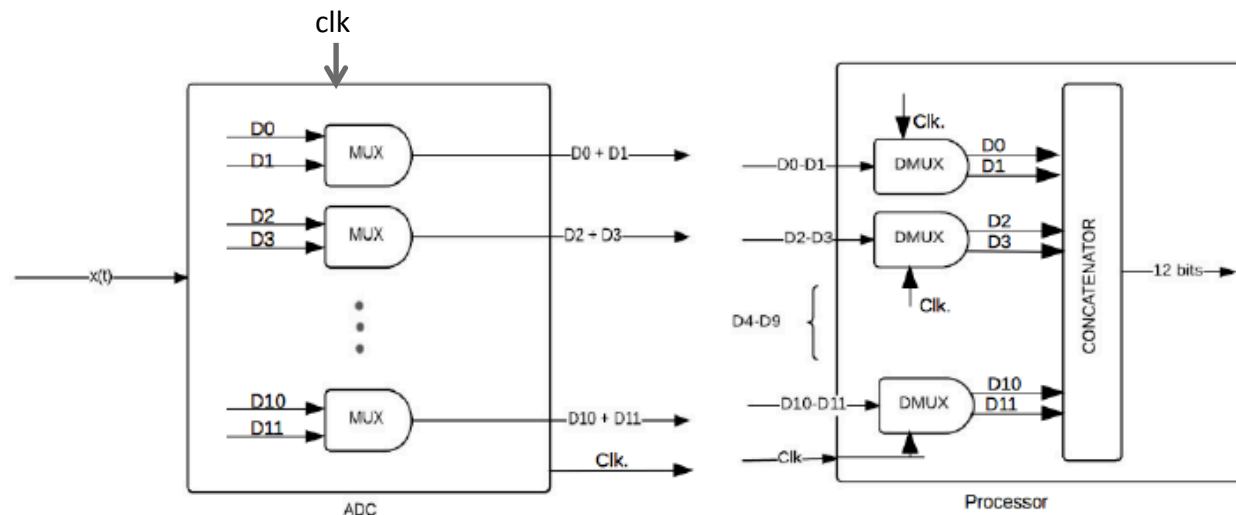 clk
D0
D1
MUX
D0 + D1
D2
D3
MUX
D2 + D3
x(t)
D10
D11
MUX
D10 + D11
Clk.
ADC
Clk.
D0-D1
DMUX
D0
D1
D2-D3
DMUX
D2
D3
Clk.
D4-D9
D10-D11
DMUX
D10
D11
Clk
CONCATENATOR
12 bits
Processor